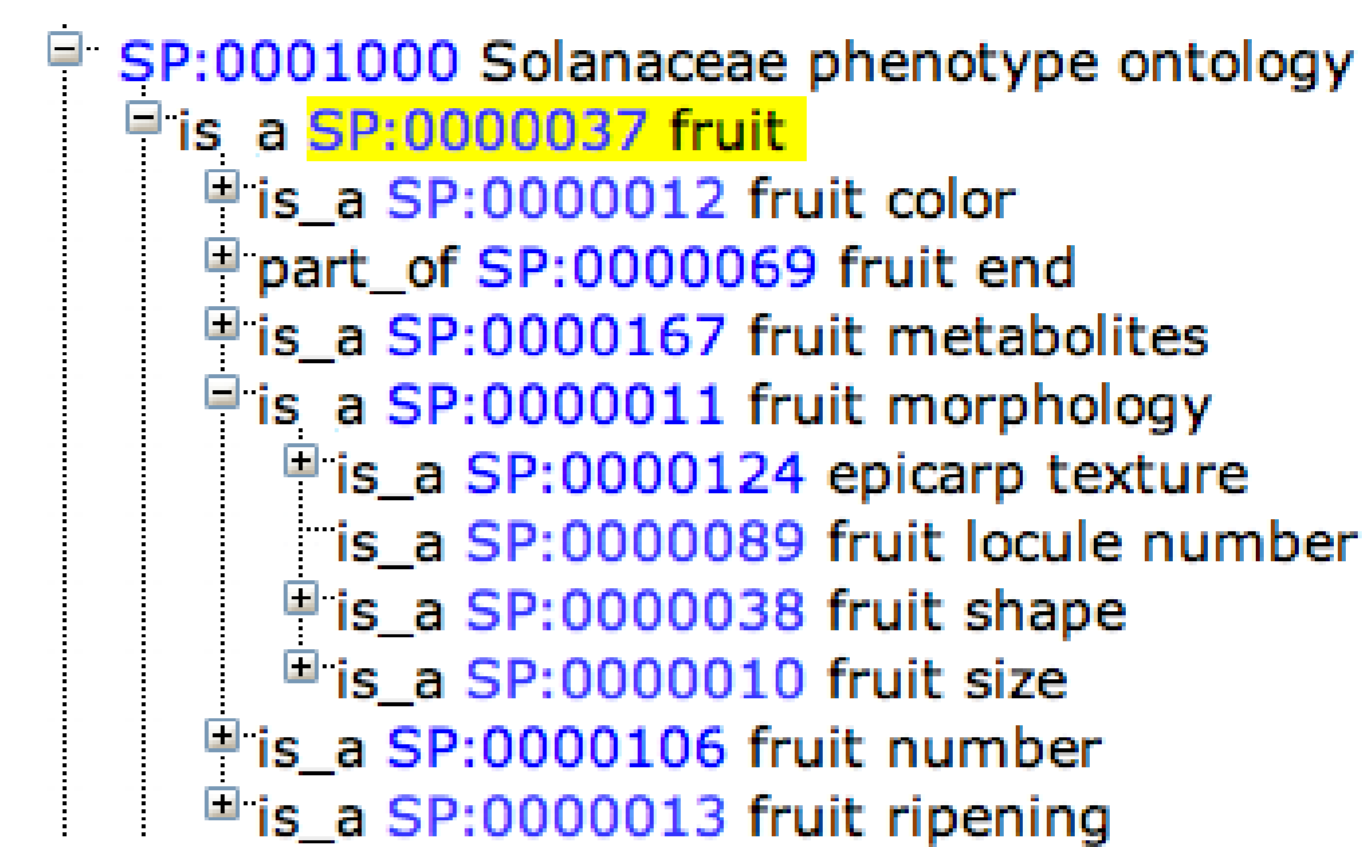 SP:0001000 Solanaceae phenotype ontology
is_a SP:0000037 fruit
is_a SP:0000012 fruit color
part_of SP:0000069 fruit end
is_a SP:0000167 fruit metabolites
is_a SP:0000011 fruit morphology
is_a SP:0000124 epicarp texture
is_a SP:0000089 fruit locule number
is_a SP:0000038 fruit shape
is_a SP:0000010 fruit size
is_a SP:0000106 fruit number
is_a SP:0000013 fruit ripening